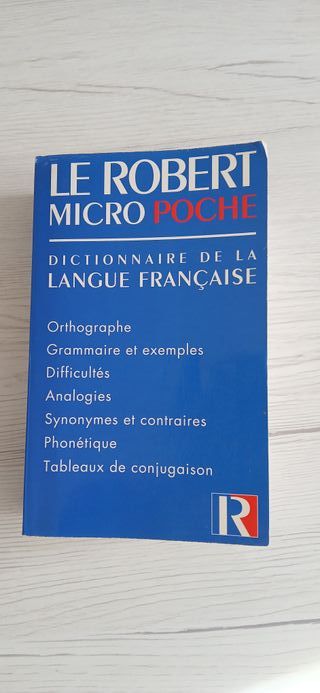 LE ROBERT
MICRO POCHE
DICTIONNAIRE DE LA
LANGUE FRANÇAISE
Orthographe
Grammaire et exemples
Difficultés
Analogies
Synonymes et contraires
Phonétique
Tableaux de conjugaison
R